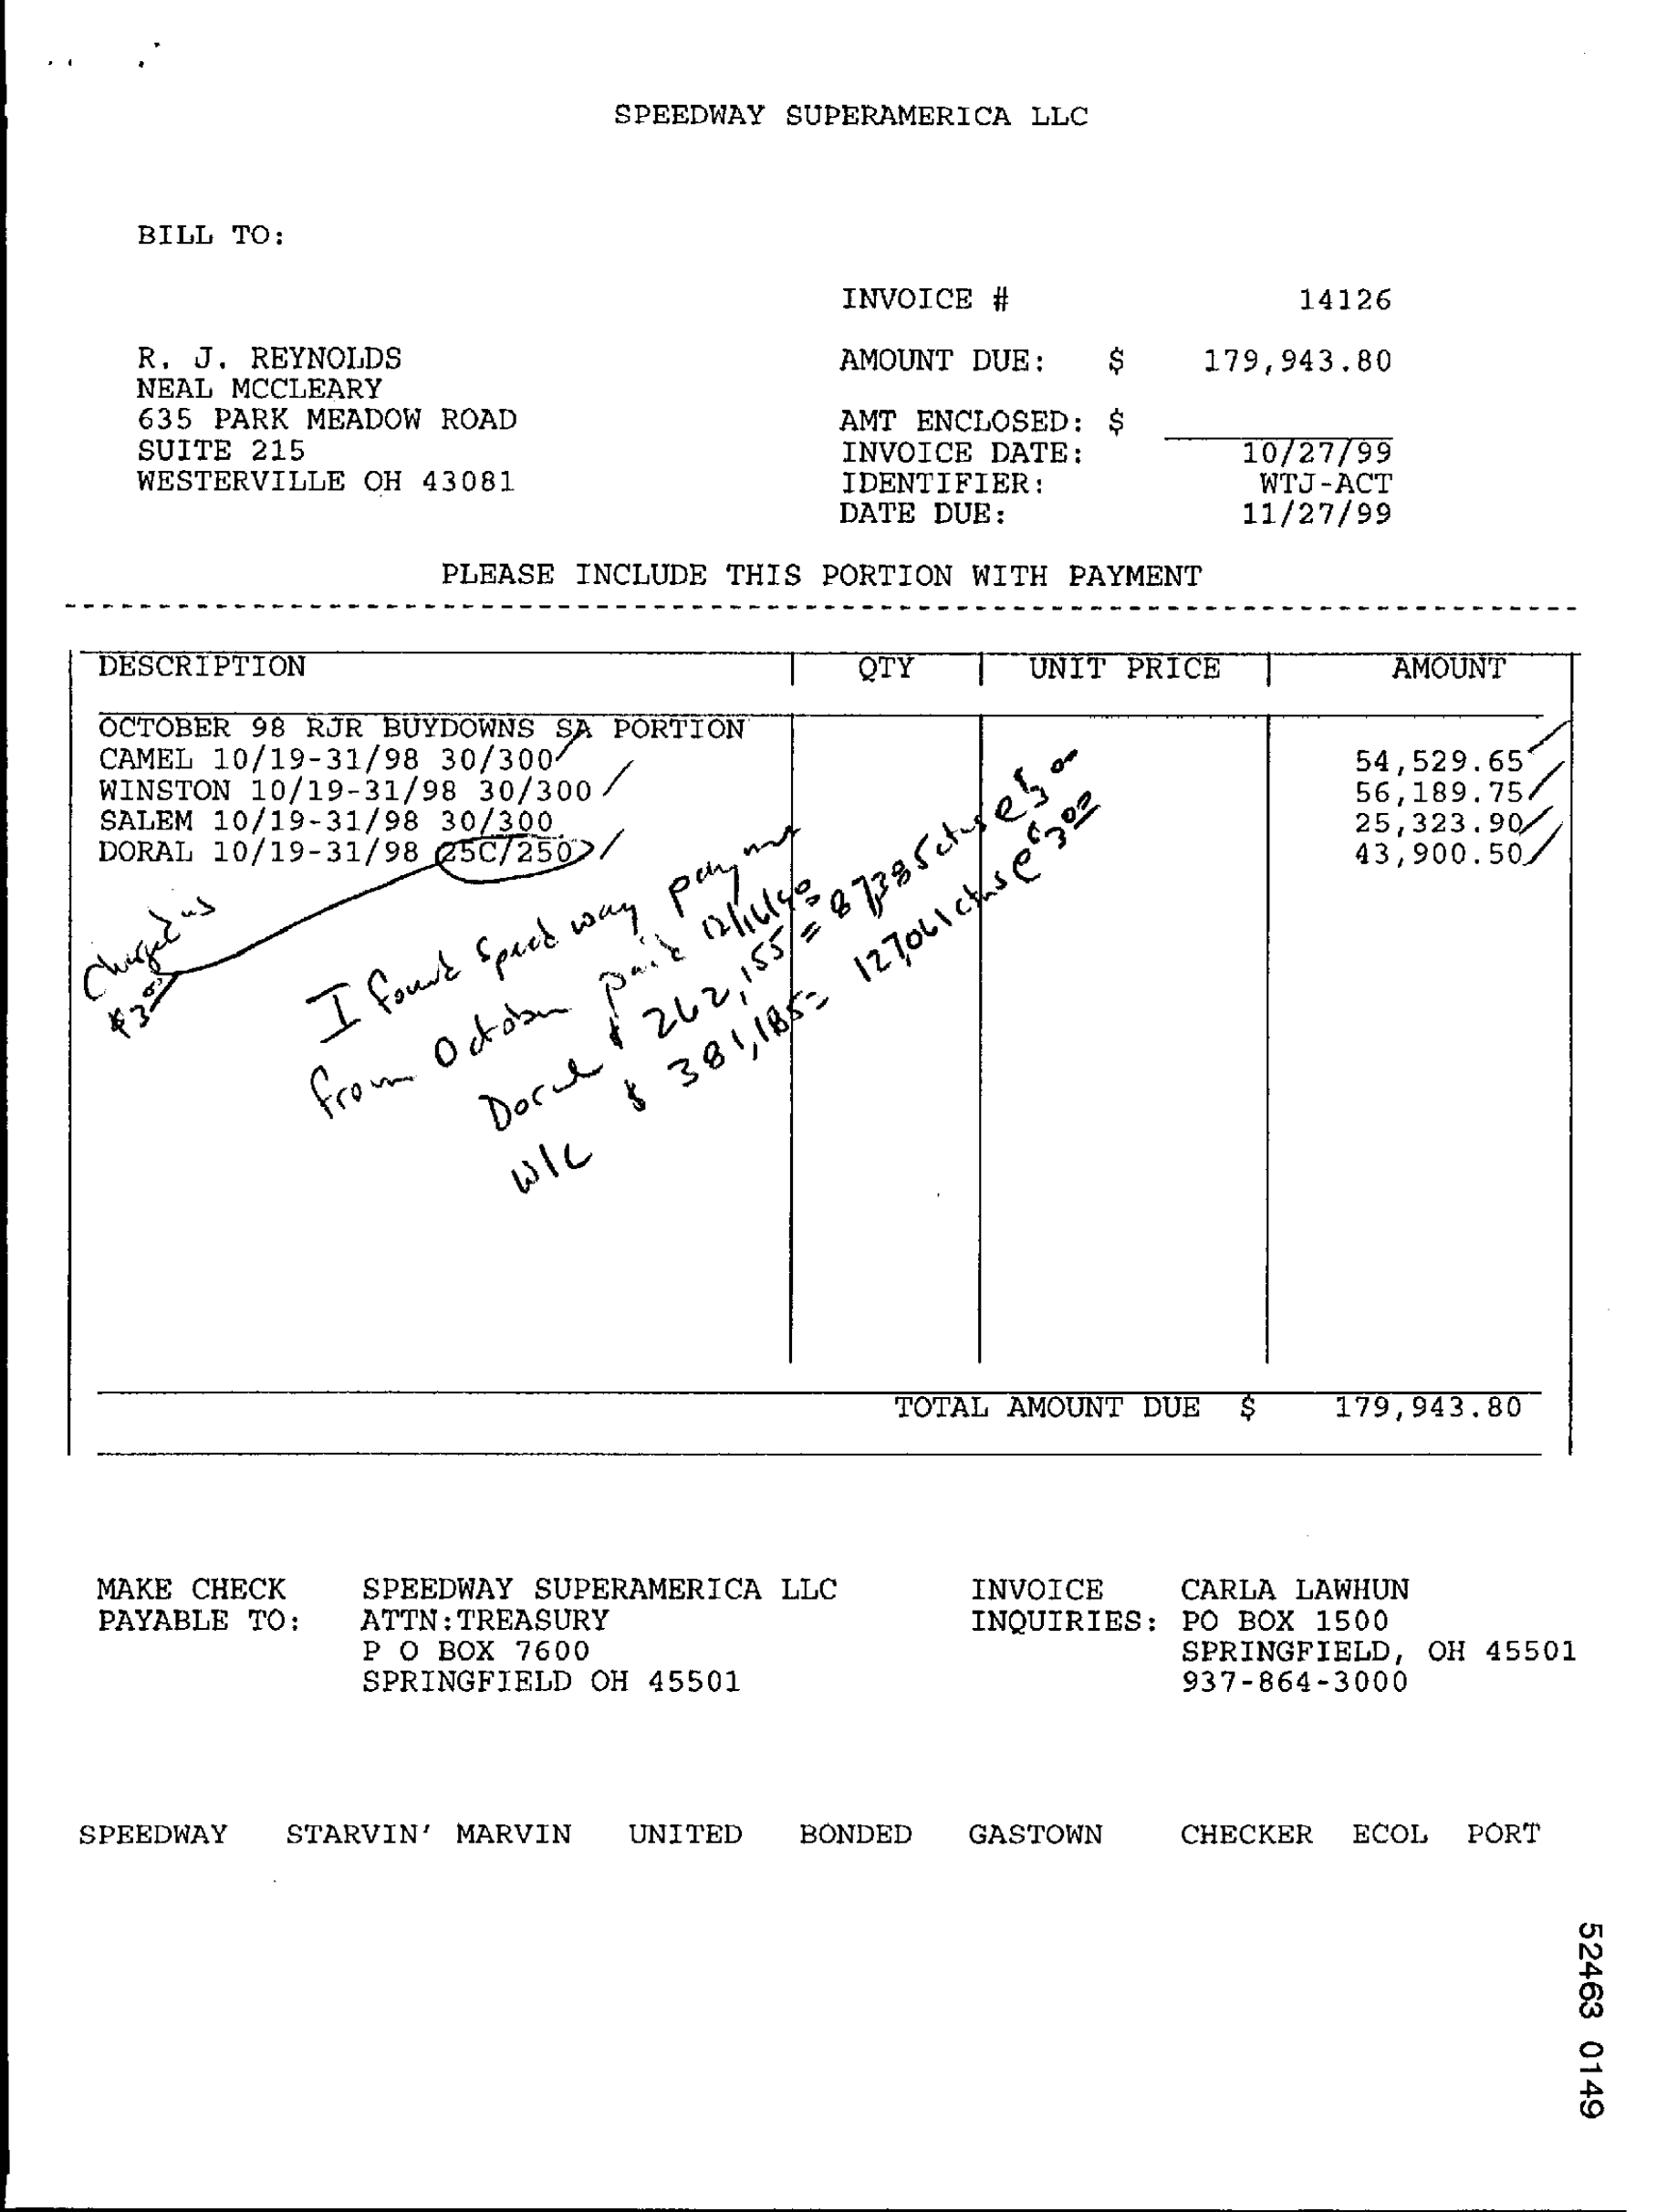 SPEEDWAY SUPERAMERICA LLC
BILL TO:
INVOICE # 14126
R. J. REYNOLDS
NEAL MCCLEARY
635 PARK MEADOW ROAD
SUITE 215
WESTERVILLE OH 43081
AMOUNT DUE: $ 179,943.80
AMT ENCLOSED: $
INVOICE DATE: 10/27/99
IDENTIFIER: WTJ-ACT
DATE DUE: 11/27/99
PLEASE INCLUDE THIS PORTION WITH PAYMENT
DESCRIPTION QTY UNIT PRICE AMOUNT
OCTOBER 98 RJR BUYDOWNS SA PORTION
CAMEL 10/19-31/98 30/300 54,529.65
WINSTON 10/19-31/98 30/300 56,189.75
SALEM 10/19-31/98 30/300 25,323.90
DORAL 10/19-31/98 25C/250 43,900.50
Charged us
$3.00
I found Speedway payment
from October paid 12/16/98
Doral $262,155 = 87,385 ctns @ $3.00
W/C $381,185 = 127,061 ctns @ $3.00
TOTAL AMOUNT DUE $ 179,943.80
MAKE CHECK PAYABLE TO:
SPEEDWAY SUPERAMERICA LLC
ATTN:TREASURY
P O BOX 7600
SPRINGFIELD OH 45501
INVOICE INQUIRIES:
CARLA LAWHUN
PO BOX 1500
SPRINGFIELD, OH 45501
937-864-3000
SPEEDWAY STARVIN' MARVIN UNITED BONDED GASTOWN CHECKER ECOL PORT
52463 0149